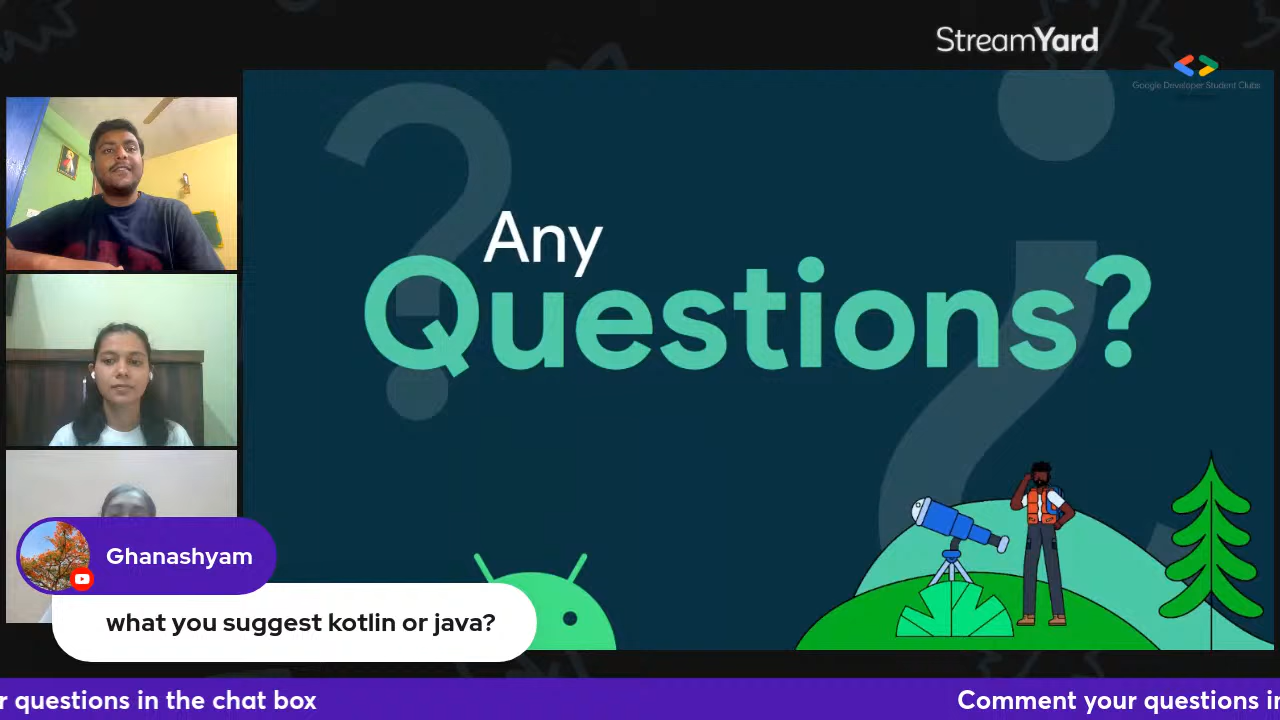 StreamYard
Google Developer Student Clubs
Any
Questions?
Ghanashyam
what you suggest kotlin or java?
r questions in the chat box
Comment your questions in